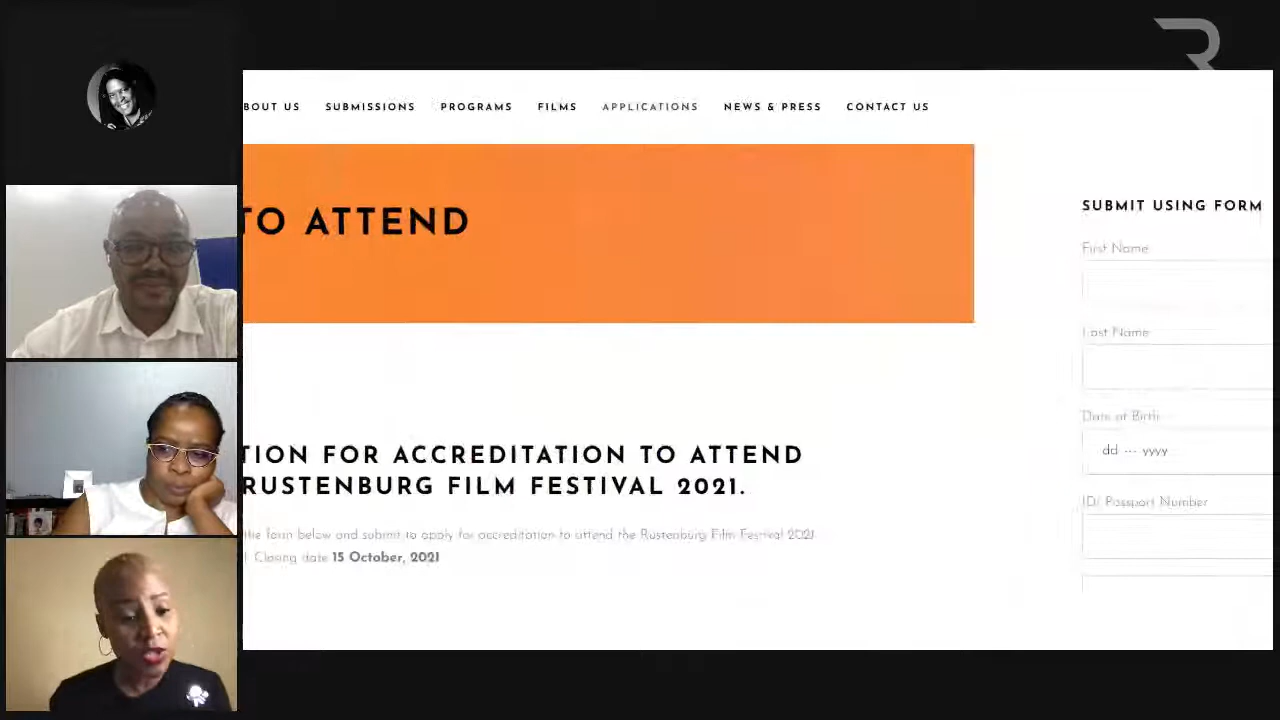 BOUT US SUBMISSIONS PROGRAMS FILMS APPLICATIONS NEWS & PRESS CONTACT US
TO ATTEND
TION FOR ACCREDITATION TO ATTEND
RUSTENBURG FILM FESTIVAL 2021.
the form below and submit to apply for accreditation to attend the Rustenburg Film Festival 2021
Closing date 15 October, 2021
SUBMIT USING FORM
First Name
Last Name
Date of Birth
dd --- yyyy
ID/ Passport Number